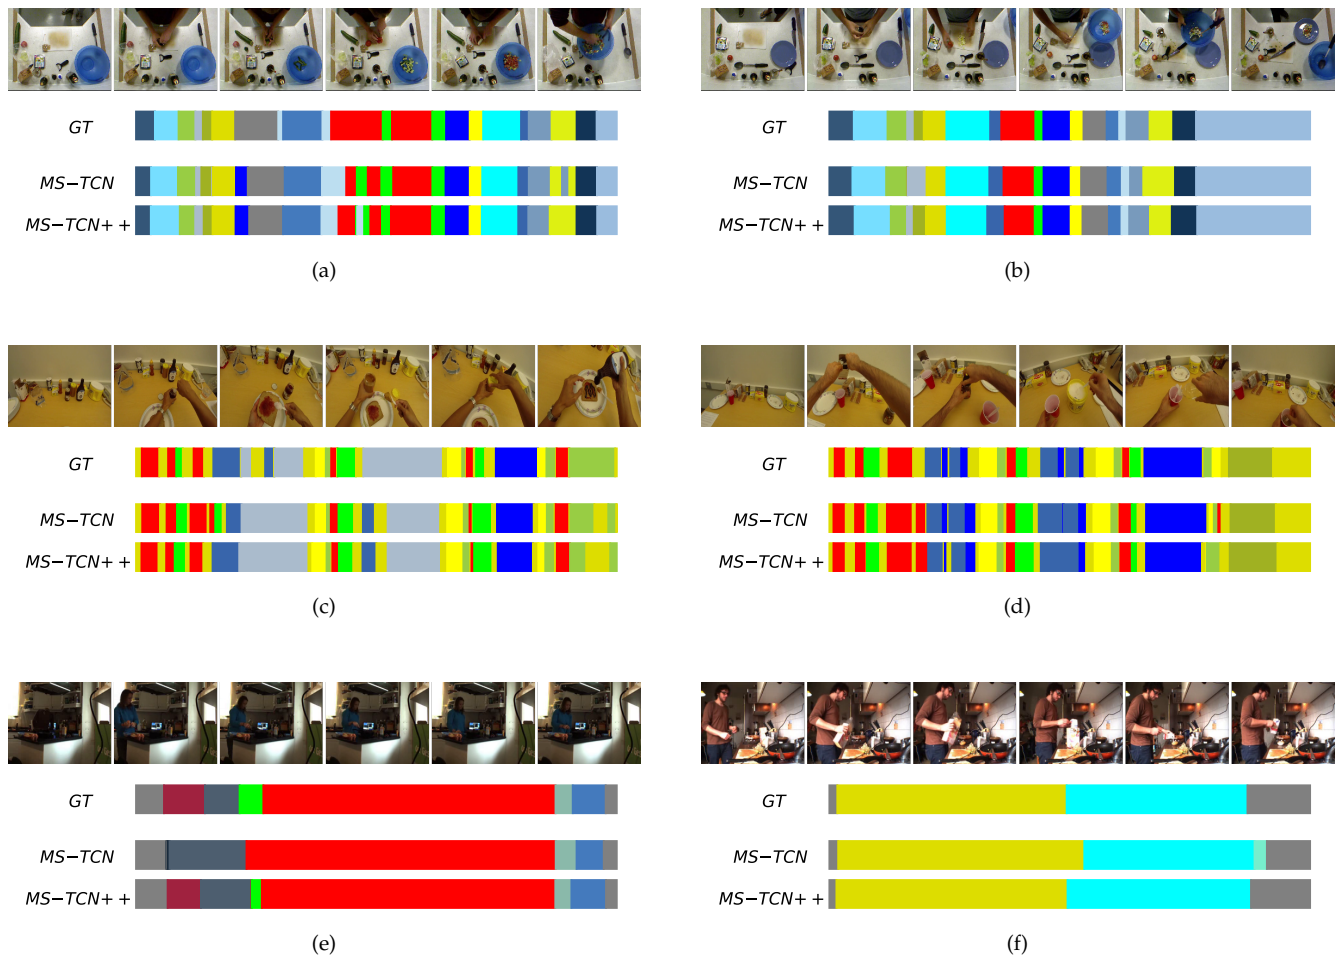 GT
MS-TCN
MS-TCN++
(a)
GT
MS-TCN
MS-TCN++
(b)
GT
MS-TCN
MS-TCN++
(c)
GT
MS-TCN
MS-TCN++
(d)
GT
MS-TCN
MS-TCN++
(e)
GT
MS-TCN
MS-TCN++
(f)